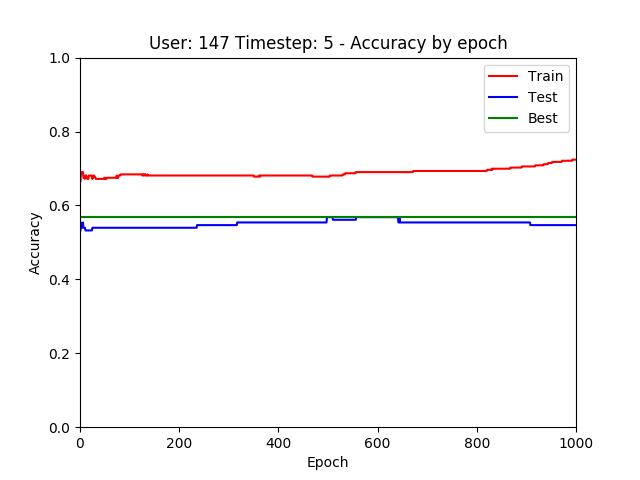 User: 147 Timestep: 5 - Accuracy by epoch
Train
Test
Best
1.0
0.8
0.6
0.4
0.2
0.0
Accuracy
0 200 400 600 800 1000
Epoch